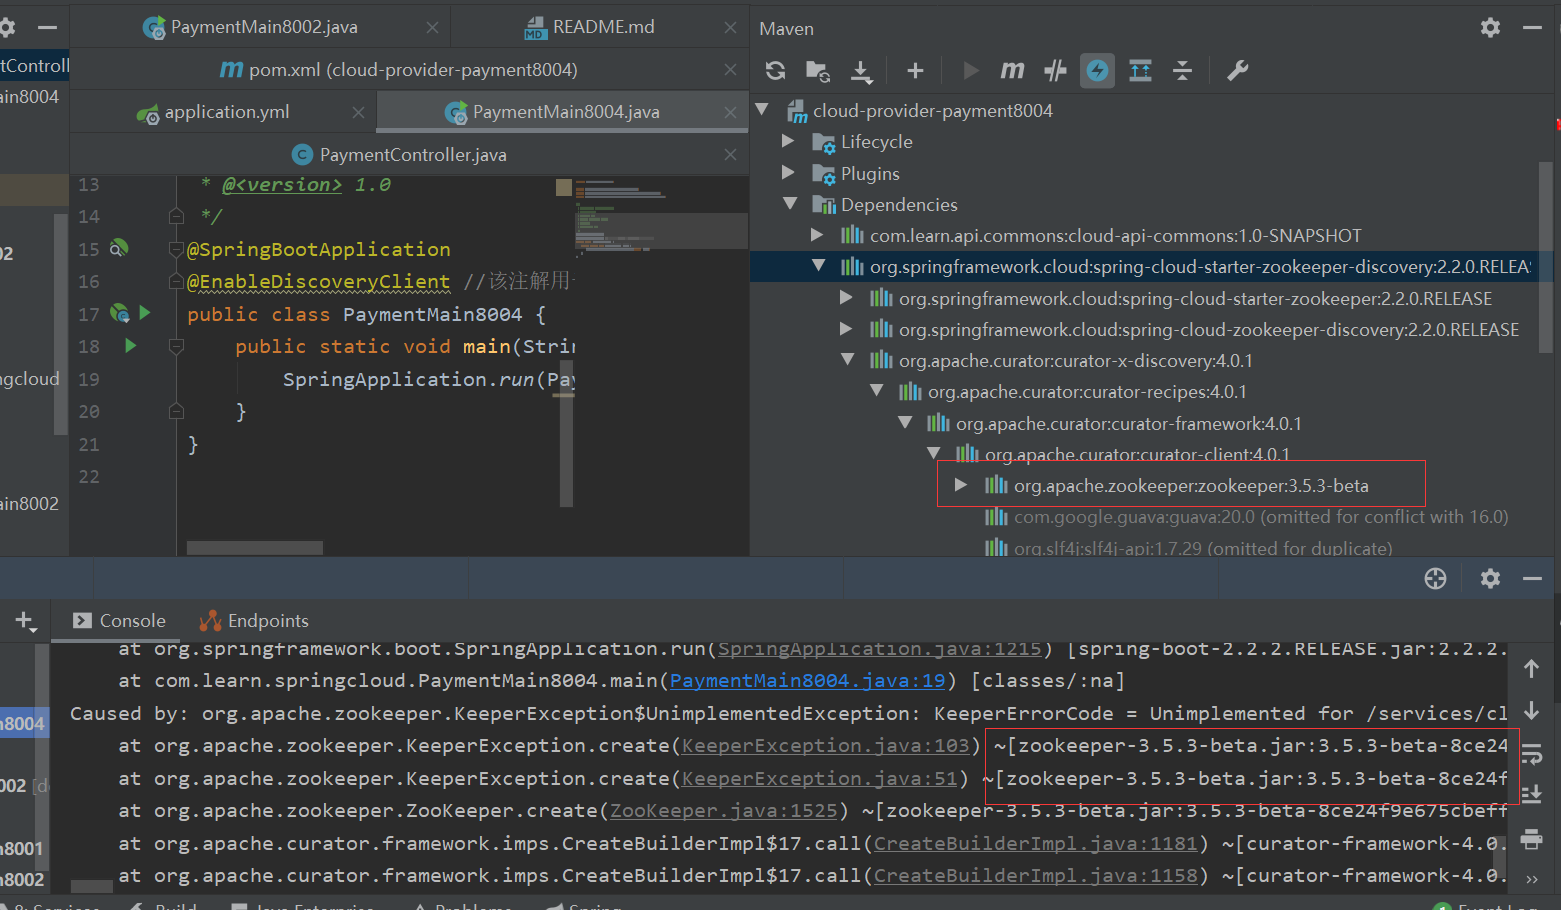 PaymentMain8002.java
README.md
pom.xml (cloud-provider-payment8004)
application.yml
PaymentMain8004.java
PaymentController.java
tControll
ain8004
02
ngcloud
ain8002
13 * @<version> 1.0
14 */
15 @SpringBootApplication
16 @EnableDiscoveryClient //该注解用
17 public class PaymentMain8004 {
18 public static void main(Strin
19 SpringApplication.run(Pay
20 }
21 }
22
Maven
cloud-provider-payment8004
Lifecycle
Plugins
Dependencies
com.learn.api.commons:cloud-api-commons:1.0-SNAPSHOT
org.springframework.cloud:spring-cloud-starter-zookeeper-discovery:2.2.0.RELEA
org.springframework.cloud:spring-cloud-starter-zookeeper:2.2.0.RELEASE
org.springframework.cloud:spring-cloud-zookeeper-discovery:2.2.0.RELEASE
org.apache.curator:curator-x-discovery:4.0.1
org.apache.curator:curator-recipes:4.0.1
org.apache.curator:curator-framework:4.0.1
org.apache.curator:curator-client:4.0.1
org.apache.zookeeper:zookeeper:3.5.3-beta
com.google.guava:guava:20.0 (omitted for conflict with 16.0)
org.slf4j:slf4j-api:1.7.29 (omitted for duplicate)
Console
Endpoints
n8004
002 [d
n8001
n8002
at org.springframework.boot.SpringApplication.run(SpringApplication.java:1215) [spring-boot-2.2.2.RELEASE.jar:2.2.2.
at com.learn.springcloud.PaymentMain8004.main(PaymentMain8004.java:19) [classes/:na]
Caused by: org.apache.zookeeper.KeeperException$UnimplementedException: KeeperErrorCode = Unimplemented for /services/cl
at org.apache.zookeeper.KeeperException.create(KeeperException.java:103) ~[zookeeper-3.5.3-beta.jar:3.5.3-beta-8ce24
at org.apache.zookeeper.KeeperException.create(KeeperException.java:51) ~[zookeeper-3.5.3-beta.jar:3.5.3-beta-8ce24f
at org.apache.zookeeper.ZooKeeper.create(ZooKeeper.java:1525) ~[zookeeper-3.5.3-beta.jar:3.5.3-beta-8ce24f9e675cbeff
at org.apache.curator.framework.imps.CreateBuilderImpl$17.call(CreateBuilderImpl.java:1181) ~[curator-framework-4.0.
at org.apache.curator.framework.imps.CreateBuilderImpl$17.call(CreateBuilderImpl.java:1158) ~[curator-framework-4.0.
8: Services
Build
Java Enterprise
Problems
Spring
Event Log